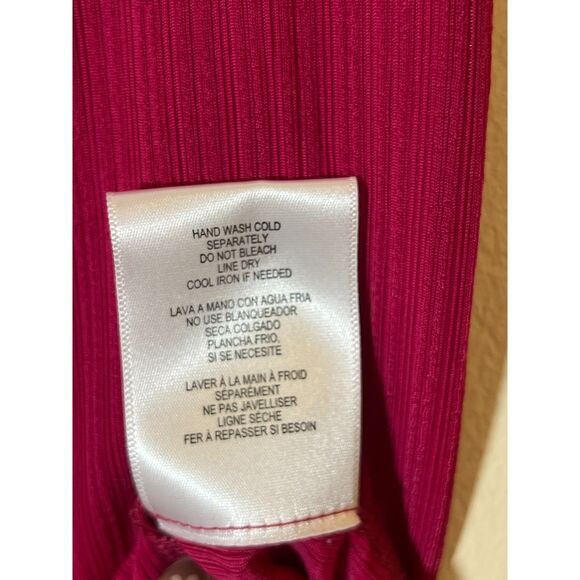 HAND WASH COLD
SEPARATELY
DO NOT BLEACH
LINE DRY
COOL IRON IF NEEDED
LAVA A MANO CON AGUA FRIA
NO USE BLANQUEADOR
SECA COLGADO
PLANCHA FRIO.
SI SE NECESITE
LAVER À LA MAIN À FROID
SÉPARÉMENT
NE PAS JAVELLISER
LIGNE SÈCHE
FER À REPASSER SI BESOIN